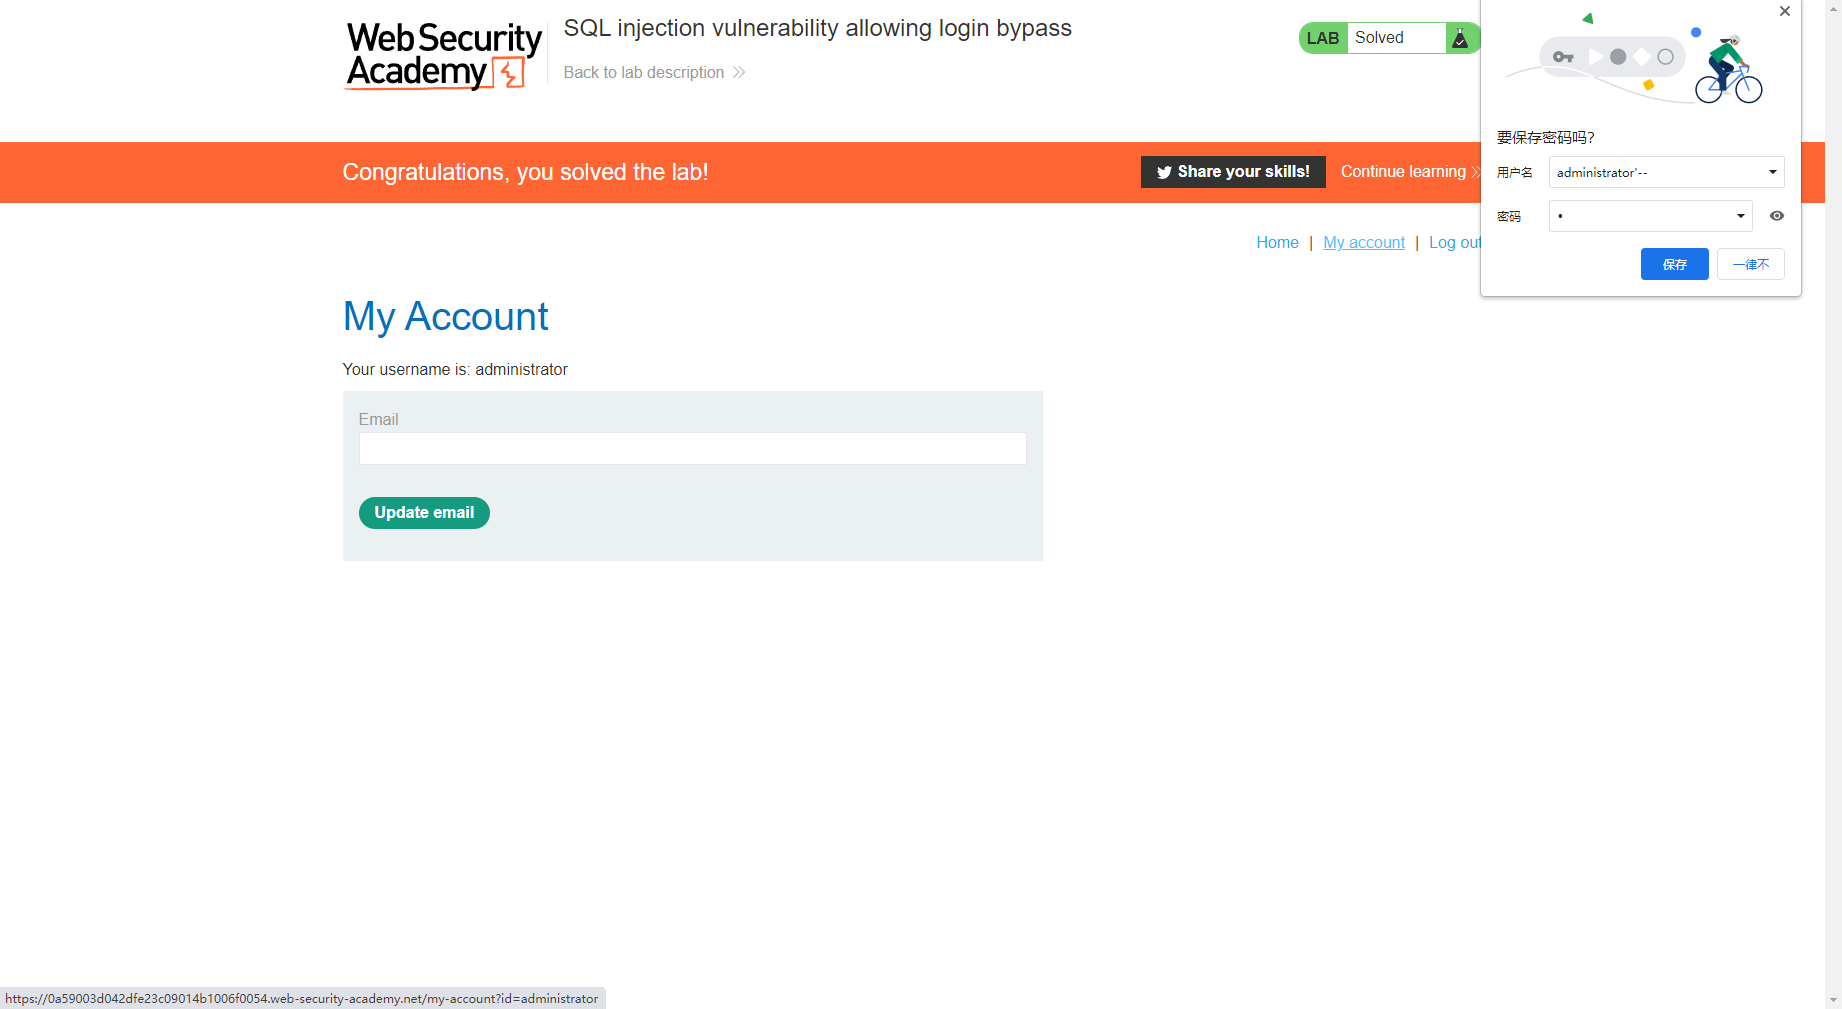 Web Security
Academy
SQL injection vulnerability allowing login bypass
Back to lab description
LAB Solved
Congratulations, you solved the lab!
Share your skills!
Continue learning
Home | My account | Log out
要保存密码吗?
用户名 administrator'--
密码 •
保存 一律不
My Account
Your username is: administrator
Email
Update email
https://0a59003d042dfe23c09014b1006f0054.web-security-academy.net/my-account?id=administrator